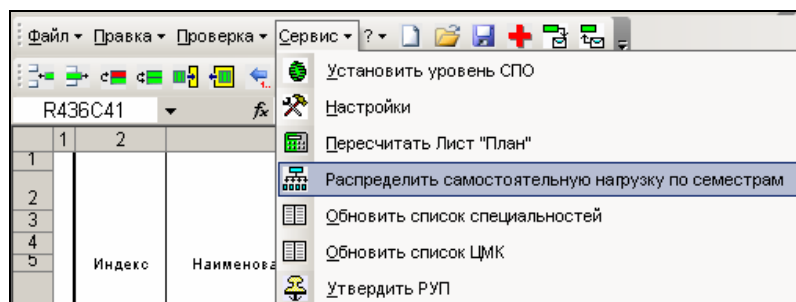 Файл Правка Проверка Сервис ?
Установить уровень СПО
R436C41 fx Настройки
1 2 Пересчитать Лист "План"
1
Распределить самостоятельную нагрузку по семестрам
2
3 Обновить список специальностей
4
5 Индекс Наименова Обновить список ЦМК
Утвердить РУП